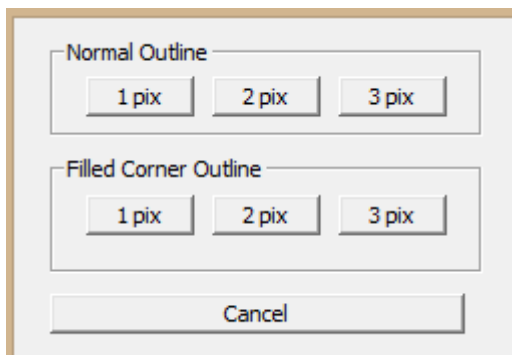 Normal Outline
1 pix 2 pix 3 pix
Filled Corner Outline
1 pix 2 pix 3 pix
Cancel